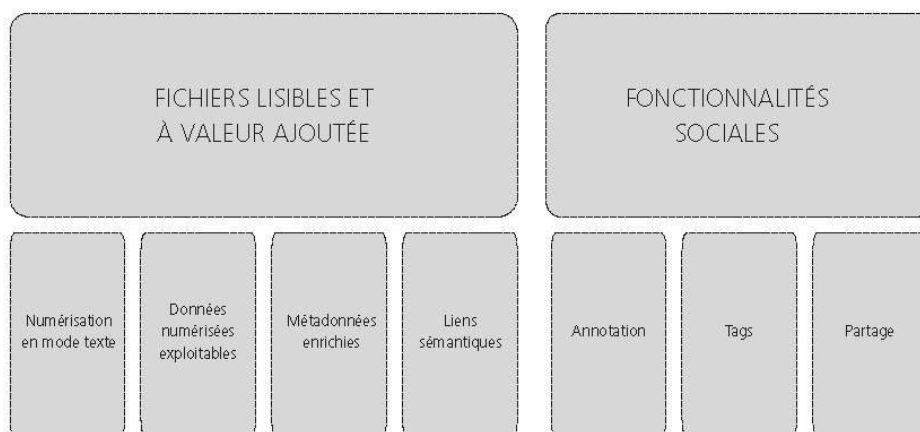 FICHIERS LISIBLES ET
À VALEUR AJOUTÉE
FONCTIONNALITÉS
SOCIALES
Numérisation
en mode texte
Données
numérisées
exploitables
Métadonnées
enrichies
Liens
sémantiques
Annotation
Tags
Partage